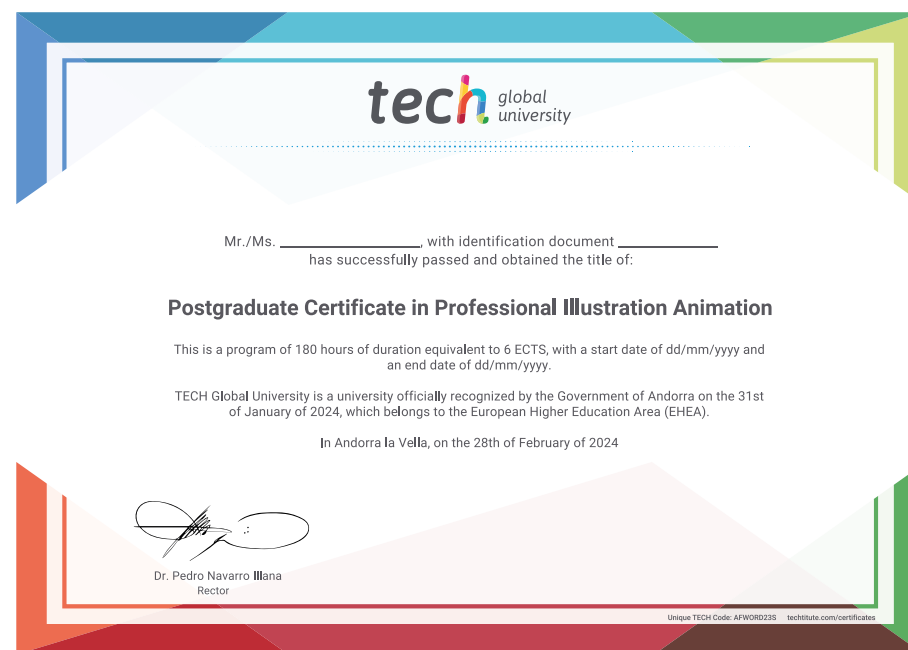 tech global
university
Mr./Ms. ____________________, with identification document ______________
has successfully passed and obtained the title of:
Postgraduate Certificate in Professional Illustration Animation
This is a program of 180 hours of duration equivalent to 6 ECTS, with a start date of dd/mm/yyyy and
an end date of dd/mm/yyyy.
TECH Global University is a university officially recognized by the Government of Andorra on the 31st
of January of 2024, which belongs to the European Higher Education Area (EHEA).
In Andorra la Vella, on the 28th of February of 2024
Dr. Pedro Navarro Illana
Rector
Unique TECH Code: AFWORD23S techtitute.com/certificates